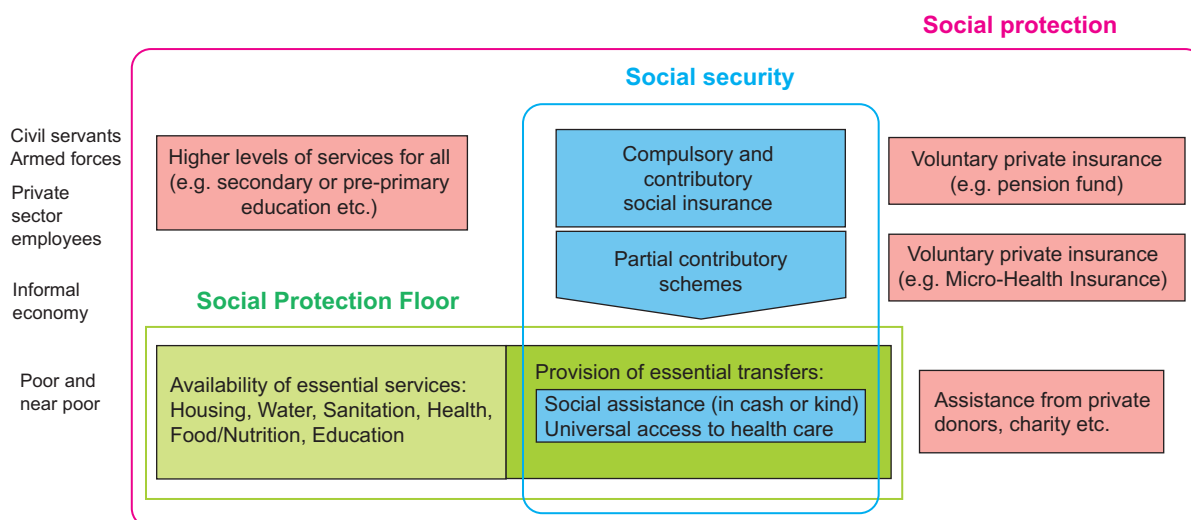 Social protection
Social security
Civil servants
Armed forces
Private
sector
employees
Informal
economy
Poor and
near poor
Higher levels of services for all
(e.g. secondary or pre-primary
education etc.)
Compulsory and
contributory
social insurance
Voluntary private insurance
(e.g. pension fund)
Partial contributory
schemes
Voluntary private insurance
(e.g. Micro-Health Insurance)
Social Protection Floor
Availability of essential services:
Housing, Water, Sanitation, Health,
Food/Nutrition, Education
Provision of essential transfers:
Social assistance (in cash or kind)
Universal access to health care
Assistance from private
donors, charity etc.